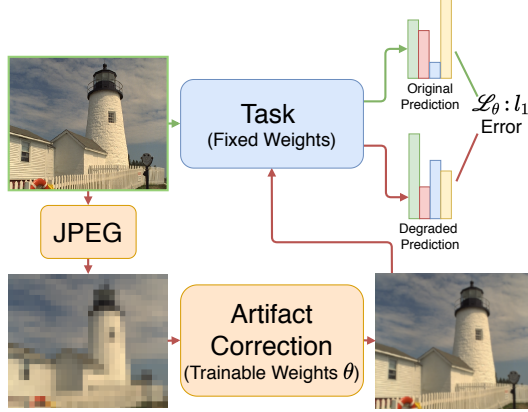 Task
(Fixed Weights)
Original
Prediction
ℒθ : l1
Error
Degraded
Prediction
JPEG
Artifact
Correction
(Trainable Weights θ)